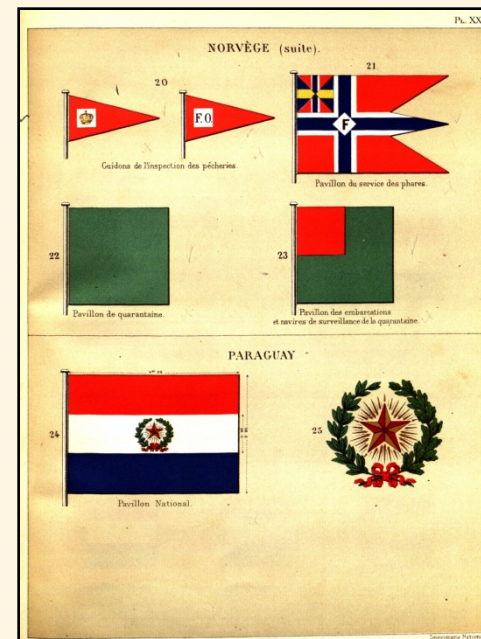 PL. XX
NORVÈGE (suite).
20
21
F.O.
F
Guidons de l'inspection des pêcheries.
Pavillon du service des phares.
22
23
Pavillon de quarantaine.
Pavillon des embarcations
et navires de surveillance de la quarantaine.
PARAGUAY
24
25
Pavillon National.